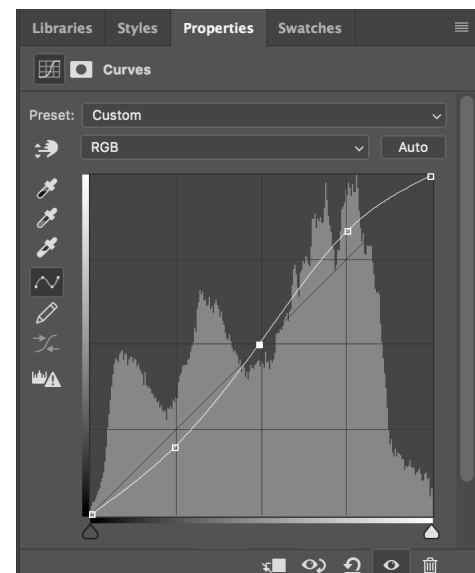 Libraries Styles Properties Swatches
Curves
Preset: Custom
RGB Auto